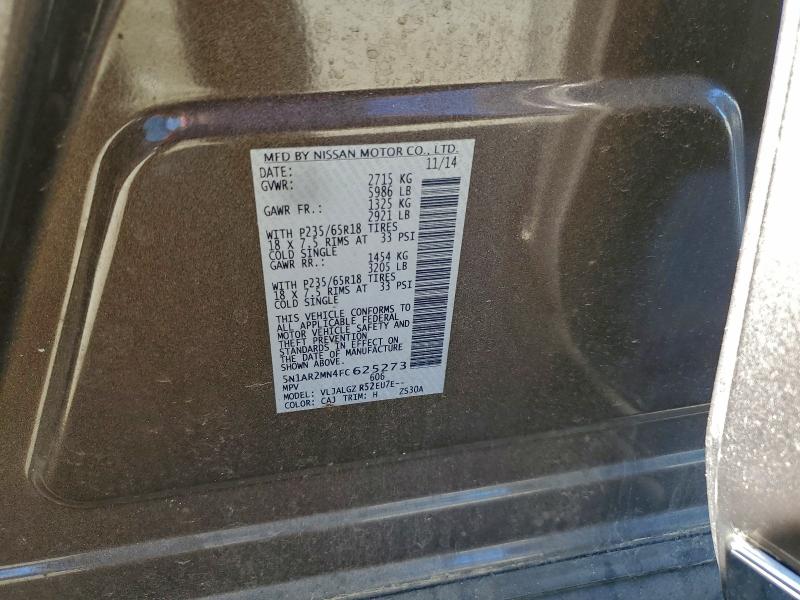 MFD BY NISSAN MOTOR CO., LTD.
DATE: 11/14
GVWR: 2715 KG
5986 LB
GAWR FR.: 1325 KG
2921 LB
WITH P235/65R18 TIRES
18 X 7.5 RIMS AT 33 PSI
COLD SINGLE
GAWR RR.: 1454 KG
3205 LB
WITH P235/65R18 TIRES
18 X 7.5 RIMS AT 33 PSI
COLD SINGLE
THIS VEHICLE CONFORMS TO
ALL APPLICABLE FEDERAL
MOTOR VEHICLE SAFETY AND
THEFT PREVENTION
STANDARDS IN EFFECT ON
THE DATE OF MANUFACTURE
SHOWN ABOVE.
5N1AR2MN4FC625273
MPV 606
MODEL: VLJALGZ R52EUZE--
COLOR: CAJ TRIM: H ZS30A